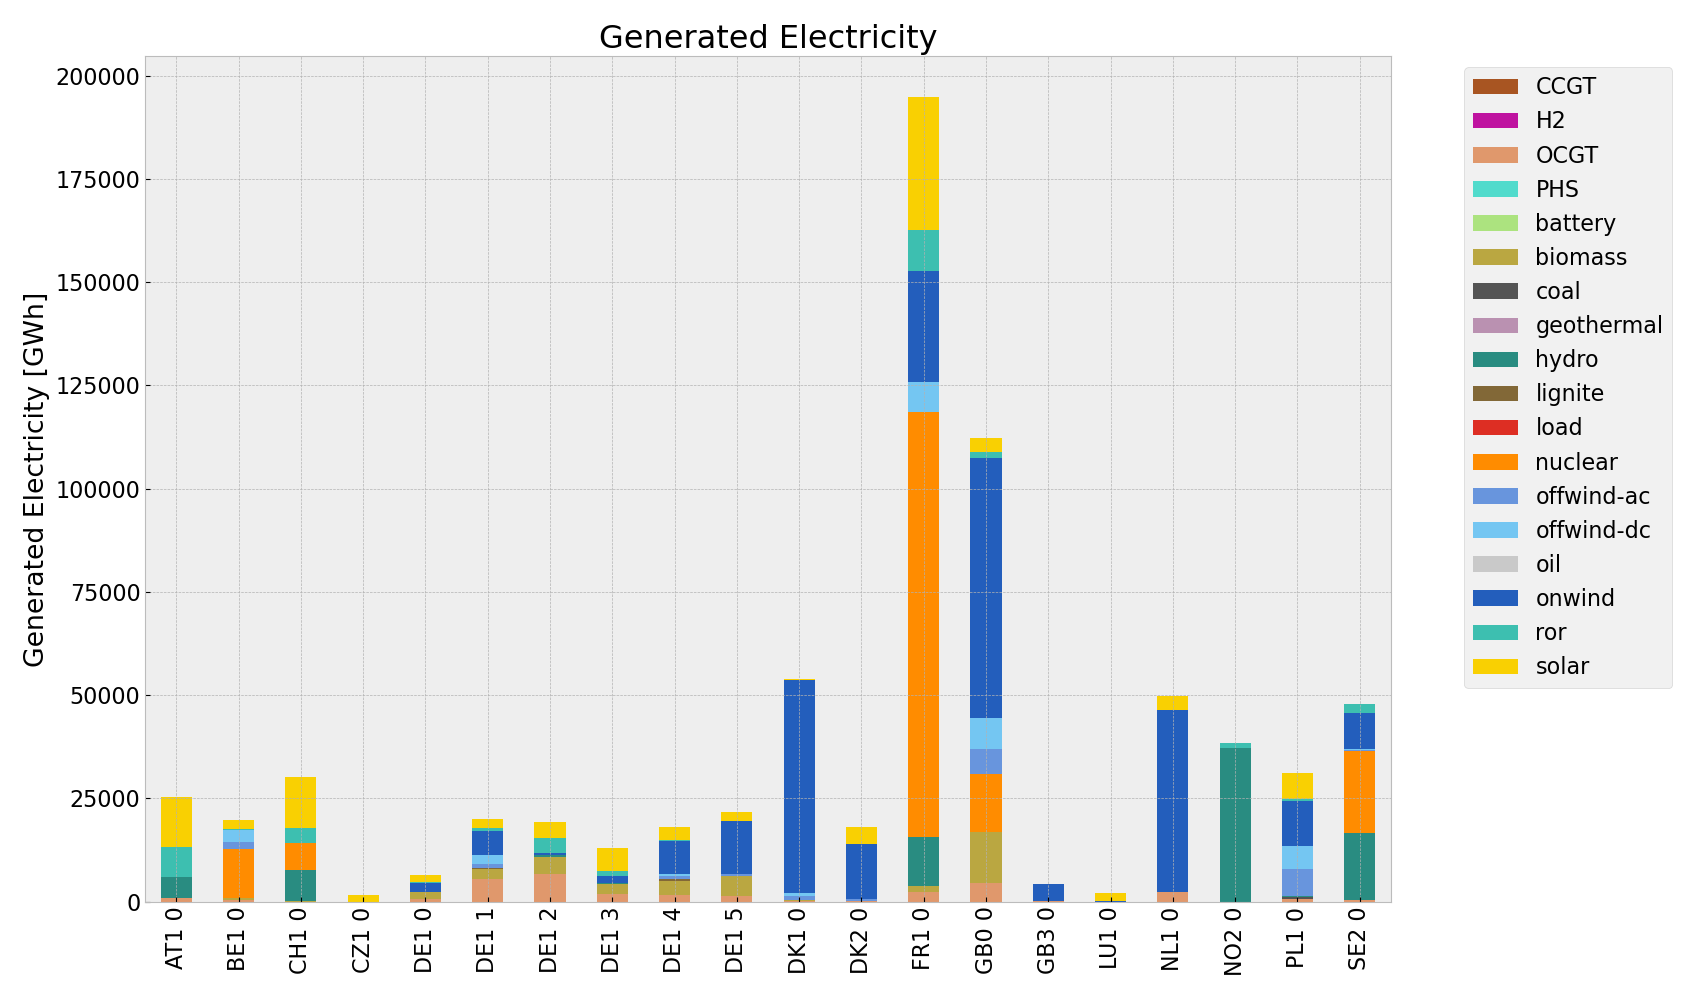 Generated Electricity
Generated Electricity [GWh]
200000
175000
150000
125000
100000
75000
50000
25000
0
AT1 0
BE1 0
CH1 0
CZ1 0
DE1 0
DE1 1
DE1 2
DE1 3
DE1 4
DE1 5
DK1 0
DK2 0
FR1 0
GB0 0
GB3 0
LU1 0
NL1 0
NO2 0
PL1 0
SE2 0
CCGT
H2
OCGT
PHS
battery
biomass
coal
geothermal
hydro
lignite
load
nuclear
offwind-ac
offwind-dc
oil
onwind
ror
solar